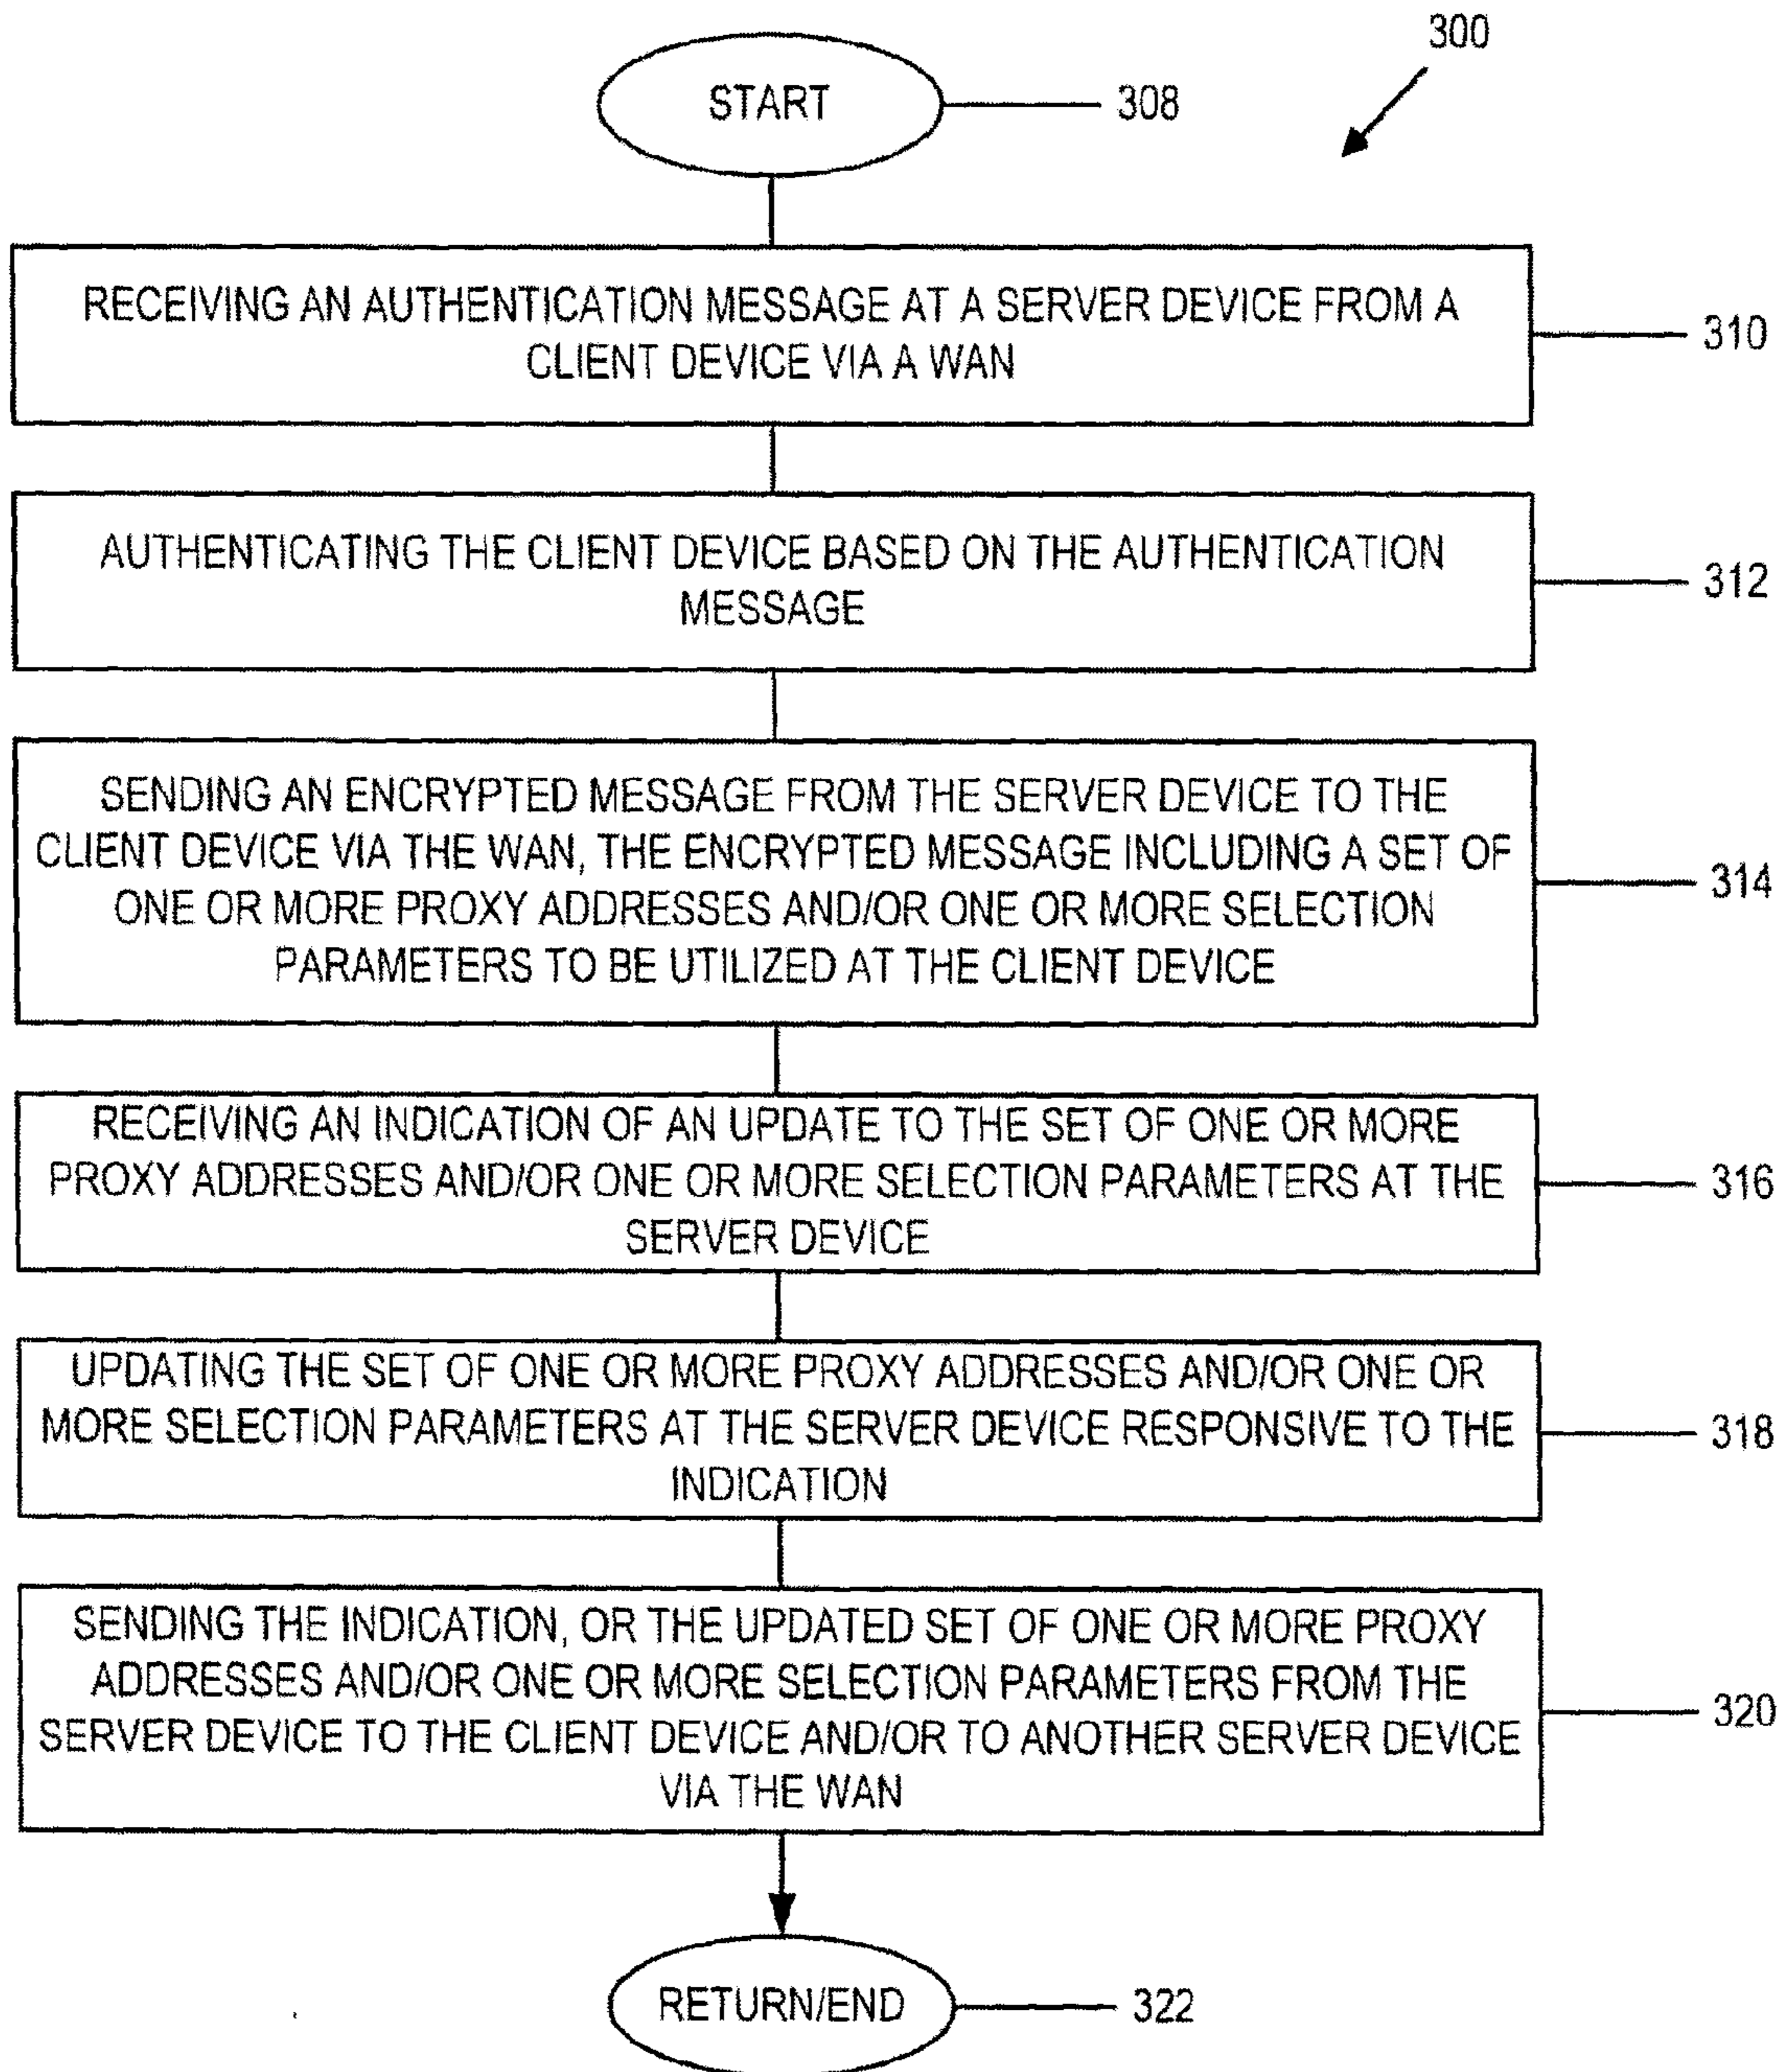 300
START
308
RECEIVING AN AUTHENTICATION MESSAGE AT A SERVER DEVICE FROM A
CLIENT DEVICE VIA A WAN
310
AUTHENTICATING THE CLIENT DEVICE BASED ON THE AUTHENTICATION
MESSAGE
312
SENDING AN ENCRYPTED MESSAGE FROM THE SERVER DEVICE TO THE
CLIENT DEVICE VIA THE WAN, THE ENCRYPTED MESSAGE INCLUDING A SET OF
ONE OR MORE PROXY ADDRESSES AND/OR ONE OR MORE SELECTION
PARAMETERS TO BE UTILIZED AT THE CLIENT DEVICE
314
RECEIVING AN INDICATION OF AN UPDATE TO THE SET OF ONE OR MORE
PROXY ADDRESSES AND/OR ONE OR MORE SELECTION PARAMETERS AT THE
SERVER DEVICE
316
UPDATING THE SET OF ONE OR MORE PROXY ADDRESSES AND/OR ONE OR
MORE SELECTION PARAMETERS AT THE SERVER DEVICE RESPONSIVE TO THE
INDICATION
318
SENDING THE INDICATION, OR THE UPDATED SET OF ONE OR MORE PROXY
ADDRESSES AND/OR ONE OR MORE SELECTION PARAMETERS FROM THE
SERVER DEVICE TO THE CLIENT DEVICE AND/OR TO ANOTHER SERVER DEVICE
VIA THE WAN
320
RETURN/END
322